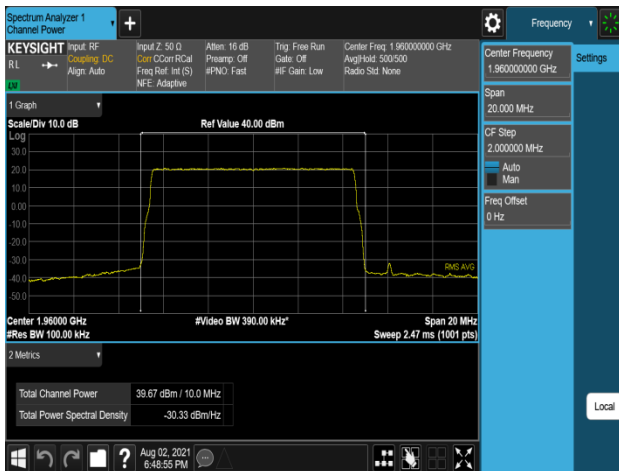 Spectrum Analyzer 1
Channel Power
Frequency
KEYSIGHT
RL
LXI
Input: RF
Coupling: DC
Align: Auto
Input Z: 50 Ω
Corr CCorr RCal
Freq Ref: Int (S)
NFE: Adaptive
Atten: 16 dB
Preamp: Off
#PNO: Fast
Trig: Free Run
Gate: Off
#IF Gain: Low
Center Freq: 1.960000000 GHz
Avg|Hold: 500/500
Radio Std: None
Center Frequency
1.960000000 GHz
Settings
Span
20.000 MHz
CF Step
2.000000 MHz
Auto
Man
Freq Offset
0 Hz
1 Graph
Scale/Div 10.0 dB
Ref Value 40.00 dBm
Log
30.0
20.0
10.0
0.00
-10.0
-20.0
-30.0
-40.0
-50.0
RMS AVG
Center 1.96000 GHz
#Video BW 390.00 kHz*
Span 20 MHz
#Res BW 100.00 kHz
Sweep 2.47 ms (1001 pts)
2 Metrics
Total Channel Power
39.67 dBm / 10.0 MHz
Total Power Spectral Density
-30.33 dBm/Hz
Local
?
Aug 02, 2021
6:48:55 PM